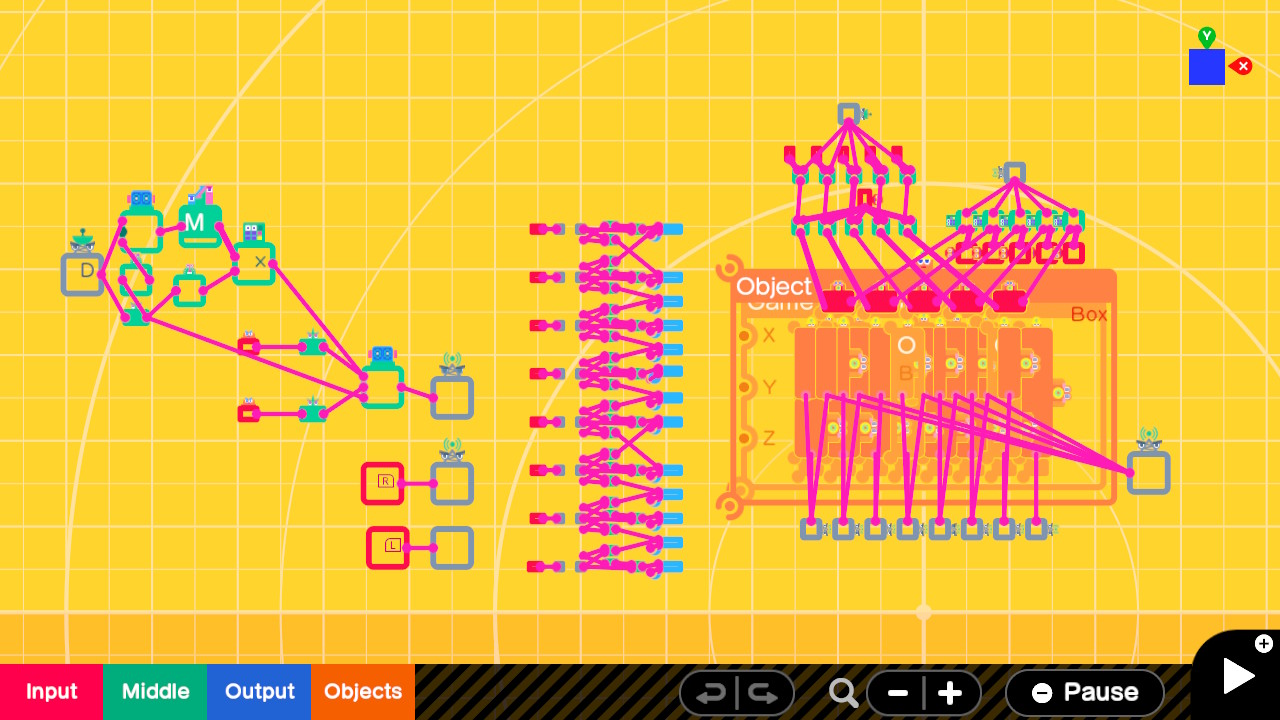 Y
X
M
D
X
Object
Game
Box
X
Y
Z
R
L
Input
Middle
Output
Objects
Pause